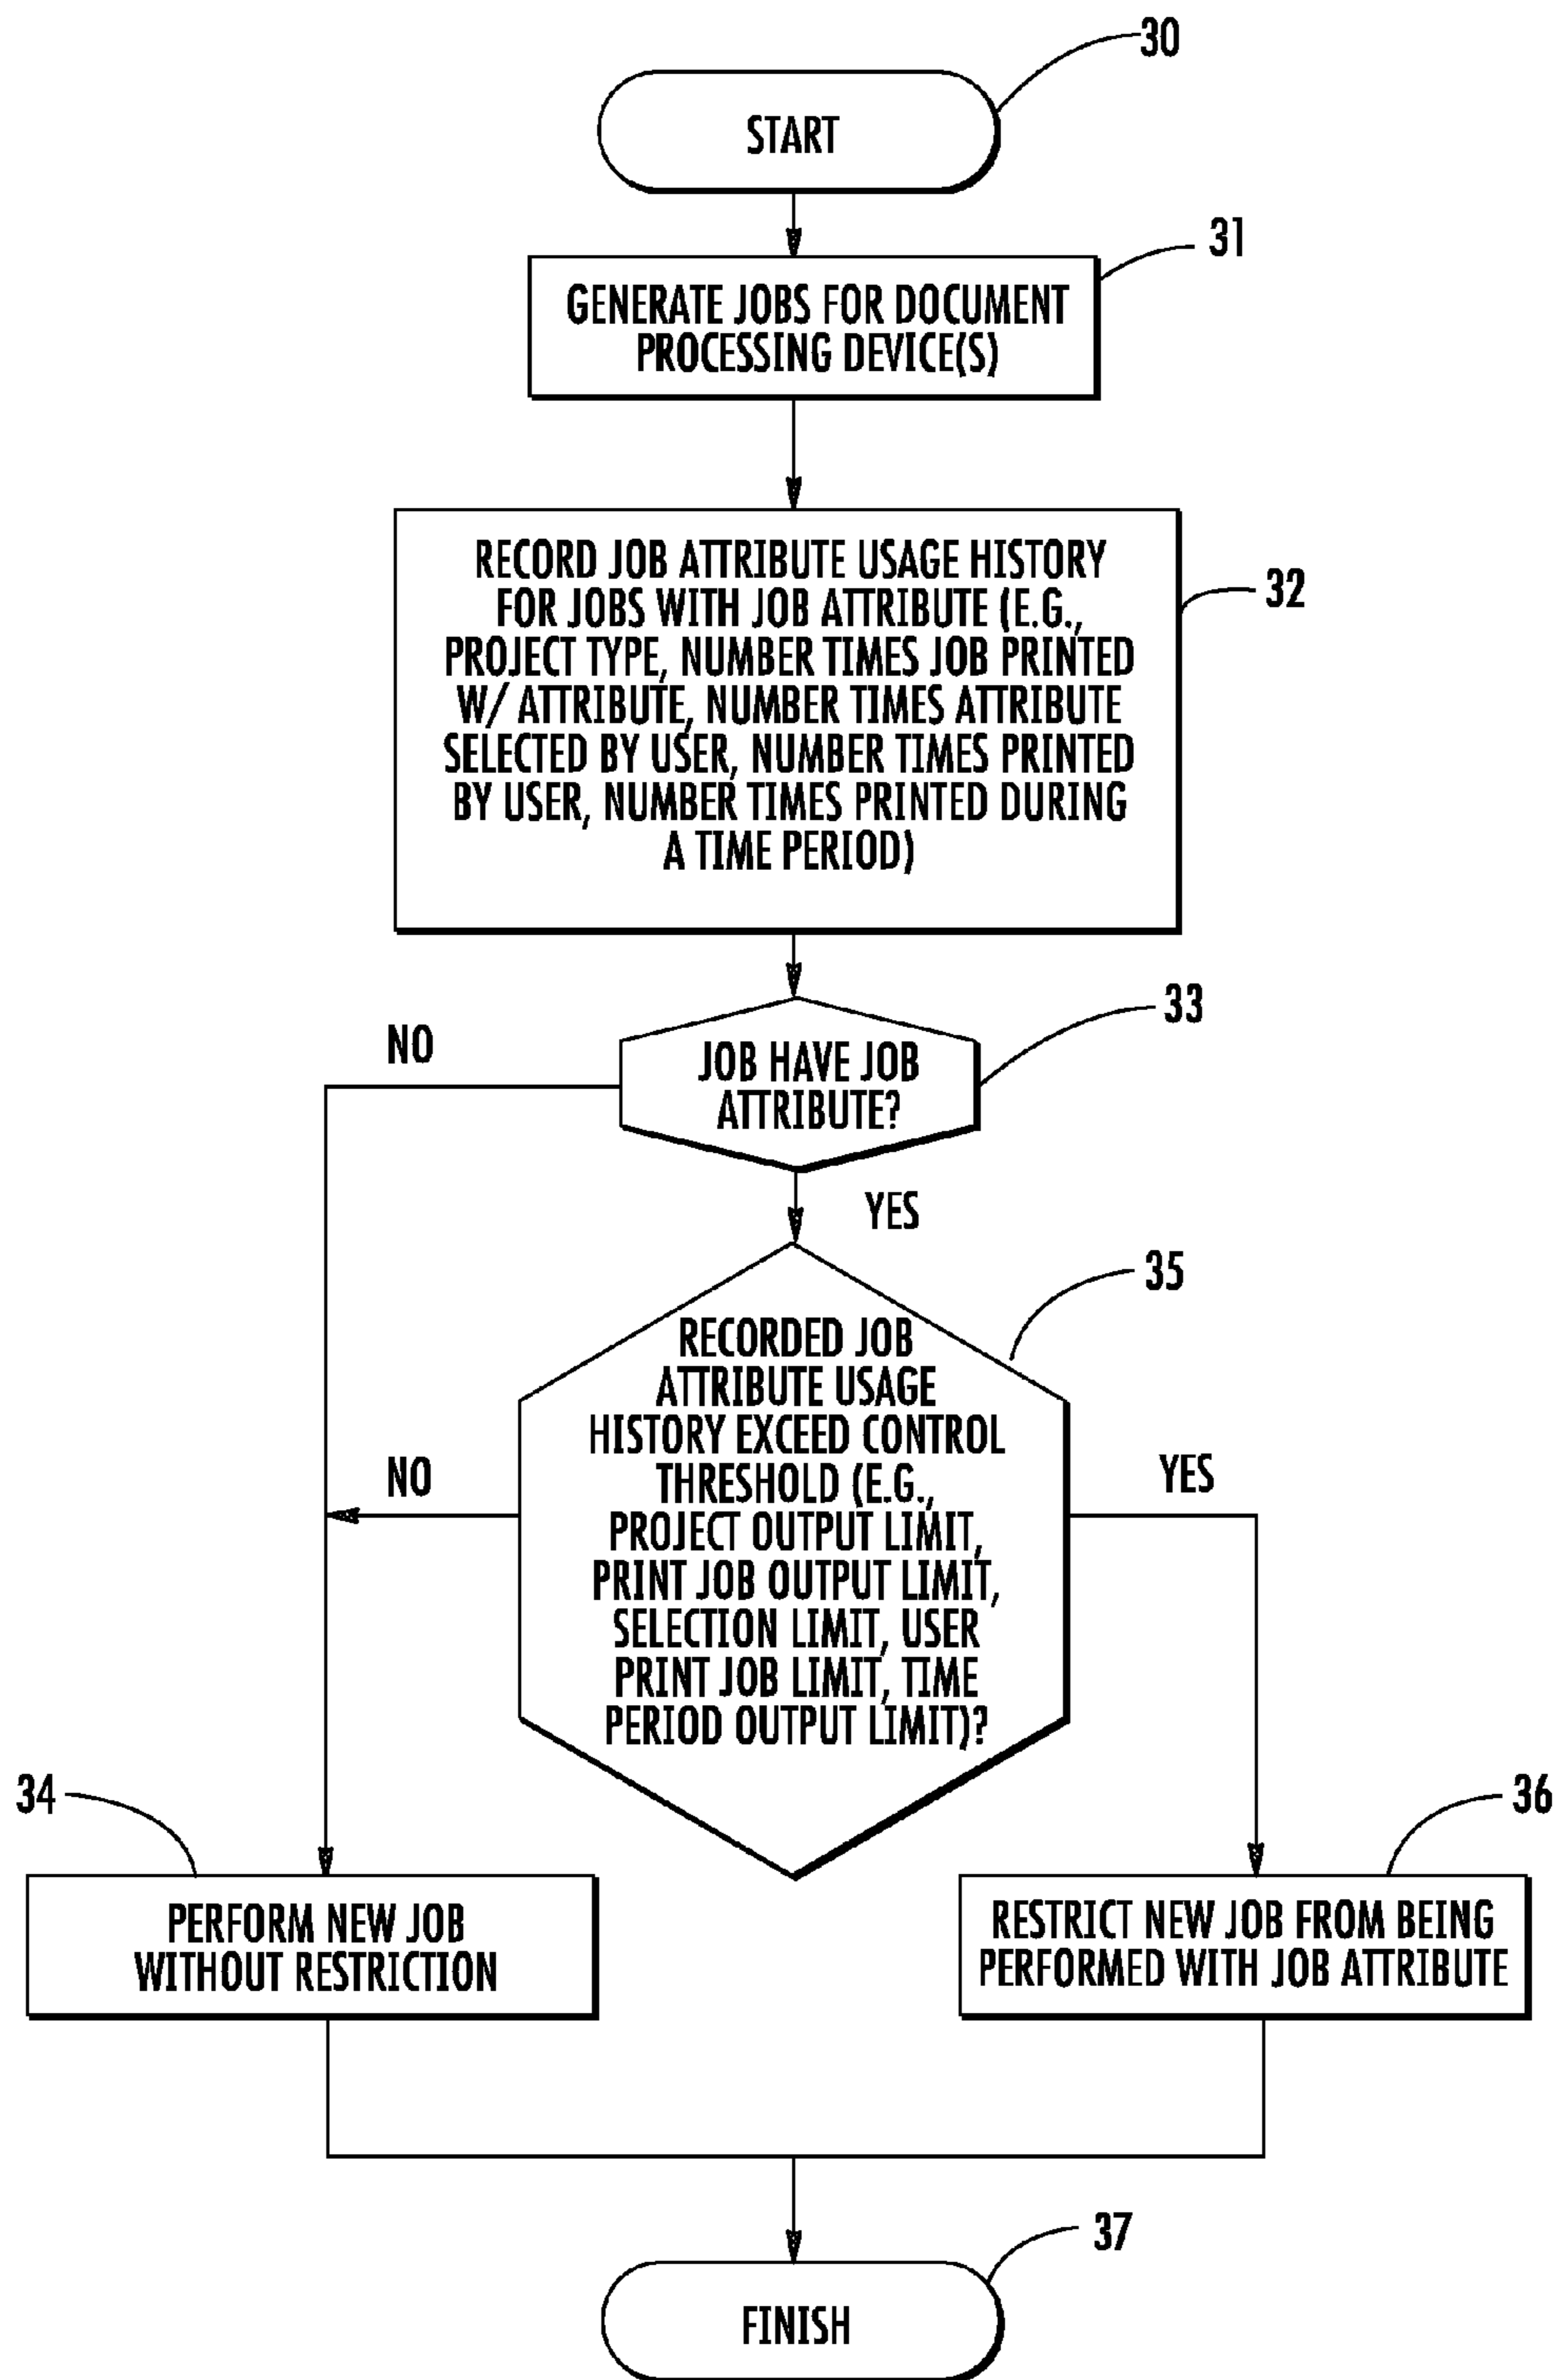 30
START
31
GENERATE JOBS FOR DOCUMENT
PROCESSING DEVICE(S)
RECORD JOB ATTRIBUTE USAGE HISTORY
FOR JOBS WITH JOB ATTRIBUTE (E.G.,
PROJECT TYPE, NUMBER TIMES JOB PRINTED
W/ ATTRIBUTE, NUMBER TIMES ATTRIBUTE
SELECTED BY USER, NUMBER TIMES PRINTED
BY USER, NUMBER TIMES PRINTED DURING
A TIME PERIOD)
32
33
NO
JOB HAVE JOB
ATTRIBUTE?
YES
35
RECORDED JOB
ATTRIBUTE USAGE
HISTORY EXCEED CONTROL
THRESHOLD (E.G.,
PROJECT OUTPUT LIMIT,
PRINT JOB OUTPUT LIMIT,
SELECTION LIMIT, USER
PRINT JOB LIMIT, TIME
PERIOD OUTPUT LIMIT)?
NO
YES
34
36
PERFORM NEW JOB
WITHOUT RESTRICTION
RESTRICT NEW JOB FROM BEING
PERFORMED WITH JOB ATTRIBUTE
37
FINISH